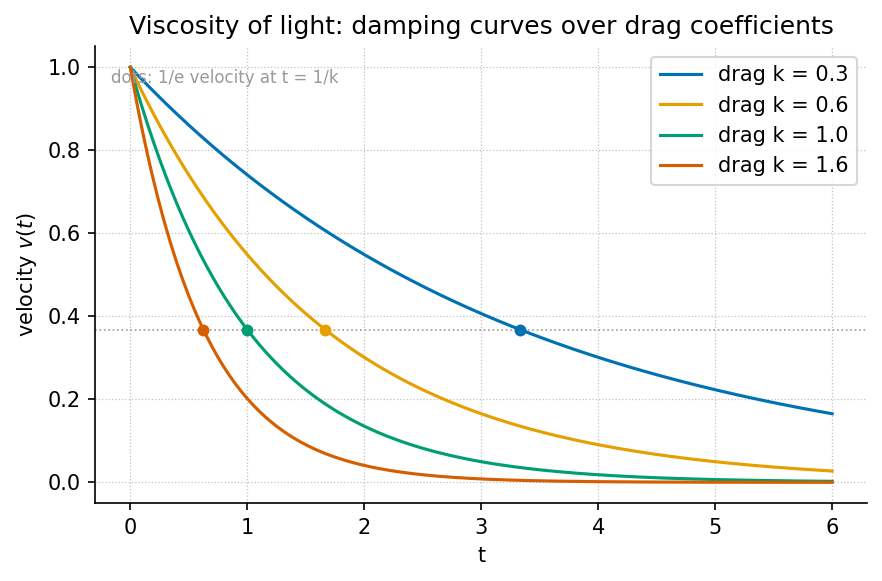 Viscosity of light: damping curves over drag coefficients
dots: 1/e velocity at t = 1/k
drag k = 0.3
drag k = 0.6
drag k = 1.0
drag k = 1.6
velocity v(t)
1.0
0.8
0.6
0.4
0.2
0.0
0 1 2 3 4 5 6
t